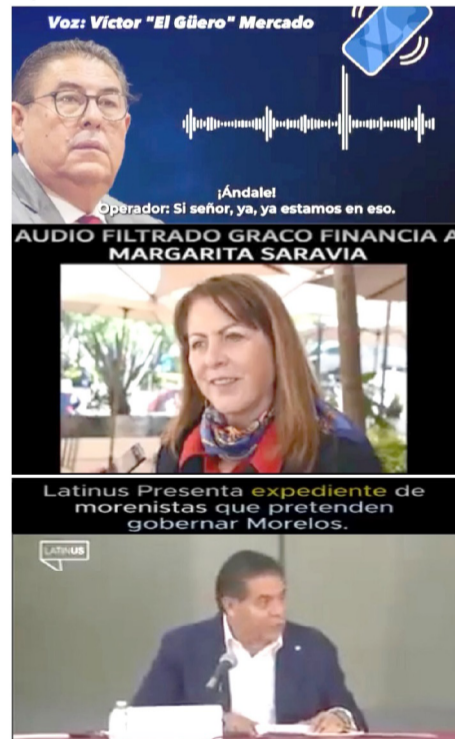 Voz: Víctor "El Güero" Mercado
¡Ándale!
Operador: Si señor, ya, ya estamos en eso.
AUDIO FILTRADO GRACO FINANCIA A
MARGARITA SARAVIA
Latinus Presenta expediente de
morenistas que pretenden
gobernar Morelos.
LATINUS